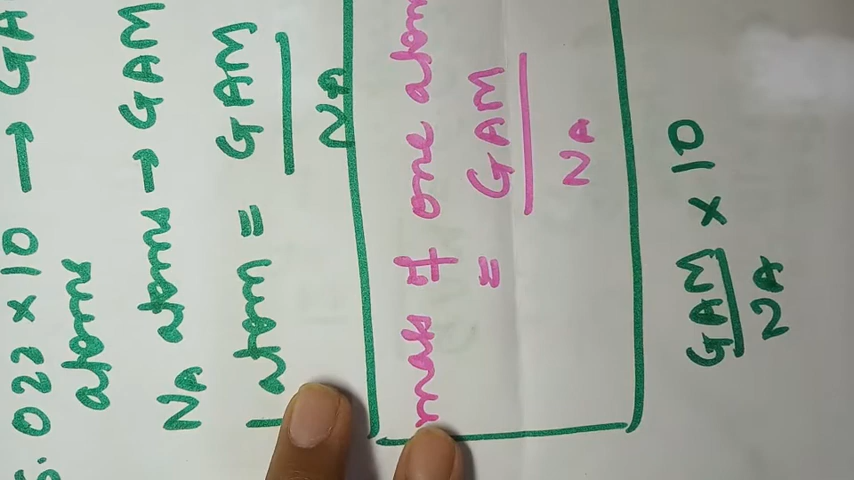 6.022 × 10 → GA
atoms
NA atoms → GAM
1 atom = GAM
NA
mass of one atom
= GAM
NA
GAM × 10
NA